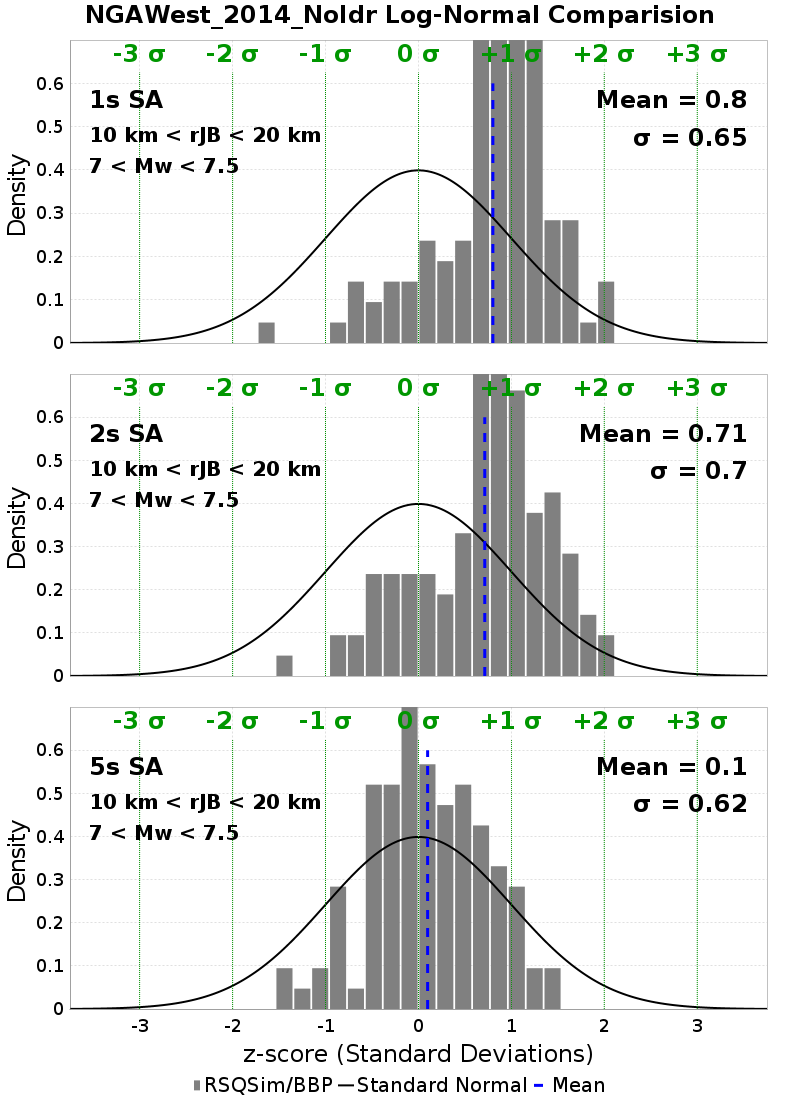 NGAWest_2014_NoIdr Log-Normal Comparision
-3 σ -2 σ -1 σ 0 σ +1 σ +2 σ +3 σ
0.6
1s SA Mean = 0.8
0.5
10 km < rJB < 20 km σ = 0.65
7 < Mw < 7.5
0.4
Density
0.3
0.2
0.1
0
-3 σ -2 σ -1 σ 0 σ +1 σ +2 σ +3 σ
0.6
2s SA Mean = 0.71
0.5
10 km < rJB < 20 km σ = 0.7
7 < Mw < 7.5
0.4
Density
0.3
0.2
0.1
0
-3 σ -2 σ -1 σ 0 σ +1 σ +2 σ +3 σ
0.6
5s SA Mean = 0.1
0.5
10 km < rJB < 20 km σ = 0.62
7 < Mw < 7.5
0.4
Density
0.3
0.2
0.1
0
-3 -2 -1 0 1 2 3
z-score (Standard Deviations)
RSQSim/BBP Standard Normal Mean